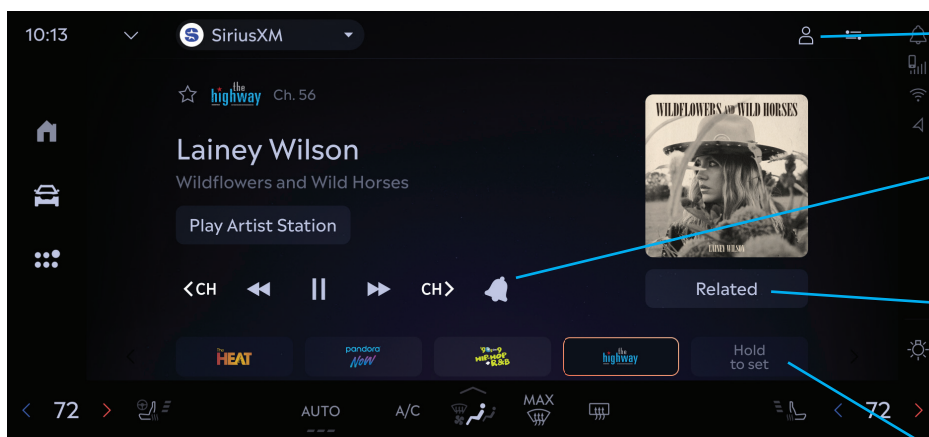 10:13
SiriusXM
the
highway Ch. 56
Lainey Wilson
Wildflowers and Wild Horses
Play Artist Station
<CH
CH>
WILDFLOWERS AND WILD HORSES
LAINEY WILSON
Related
The
HEAT
pandora
NOW
HIP-HOP
+R&B
the
highway
Hold
to set
72
AUTO
A/C
MAX
72